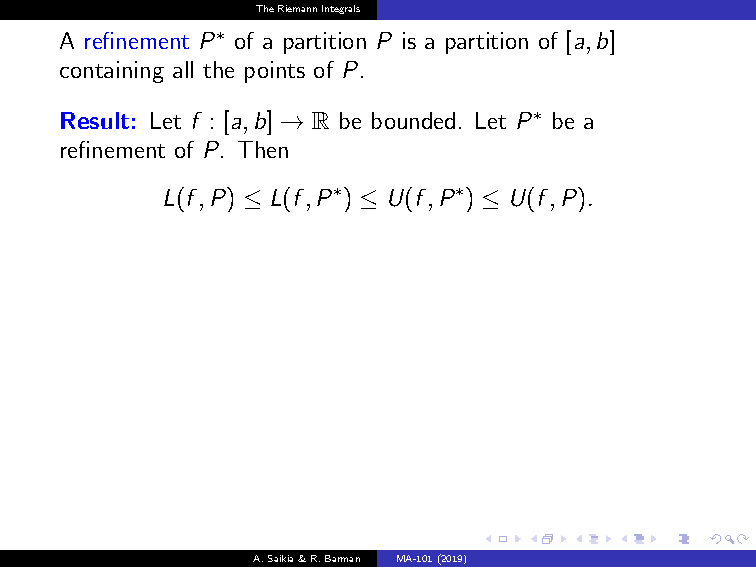 The Riemann Integrals
A refinement P* of a partition P is a partition of [a, b]
containing all the points of P.
Result: Let f : [a, b] → ℝ be bounded. Let P* be a
refinement of P. Then
L(f, P) ≤ L(f, P*) ≤ U(f, P*) ≤ U(f, P).
A. Saikia & R. Barman MA-101 (2019)